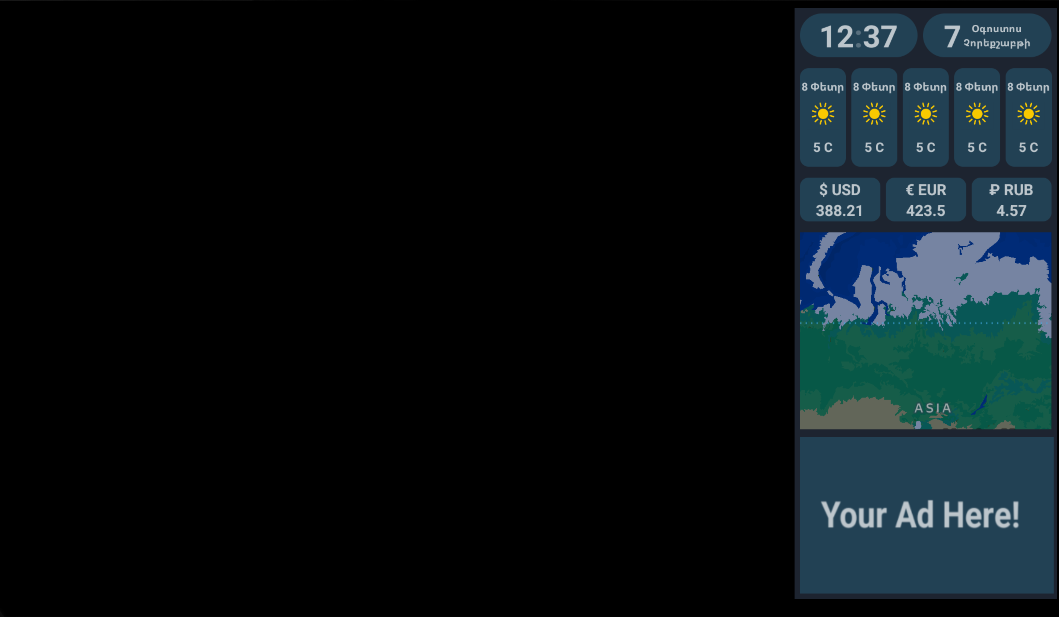 12:37
7
Օգոստոս
Չորեքշաբթի
8 Փետր
8 Փետր
8 Փետր
8 Փետր
8 Փետր
5 C
5 C
5 C
5 C
5 C
$ USD
388.21
€ EUR
423.5
₽ RUB
4.57
ASIA
Your Ad Here!